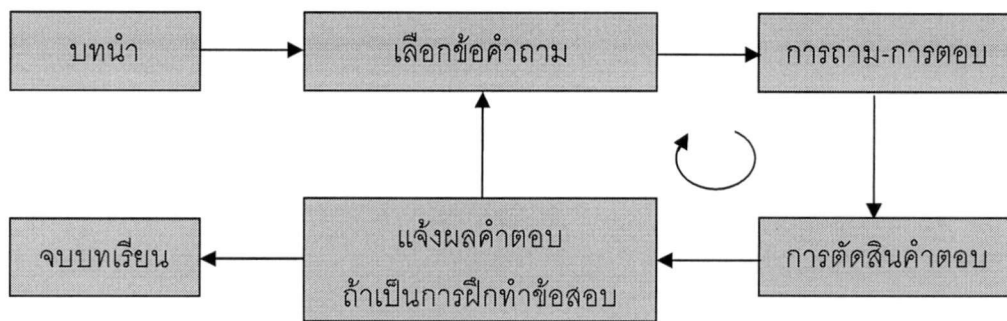 บทนำ
เลือกข้อคำถาม
การถาม-การตอบ
จบบทเรียน
แจ้งผลคำตอบ
ถ้าเป็นการฝึกทำข้อสอบ
การตัดสินคำตอบ